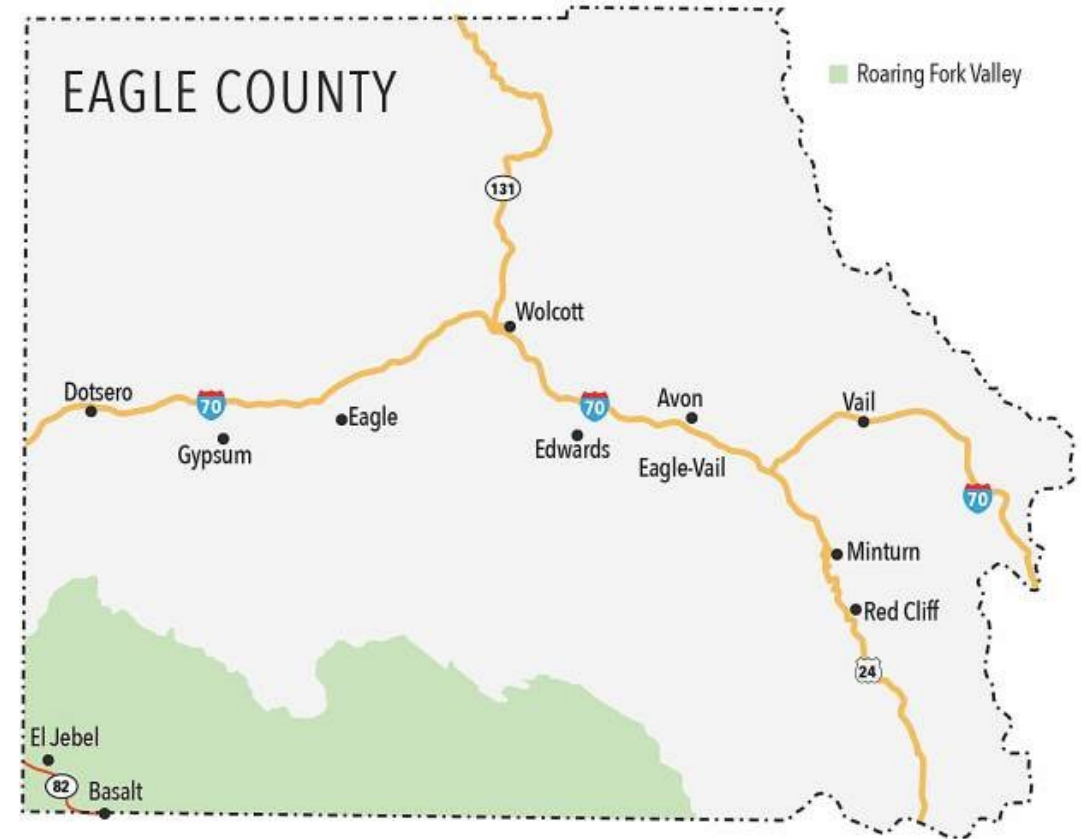 EAGLE COUNTY
Roaring Fork Valley
131
Wolcott
Dotsero
70
Gypsum
Eagle
70
Edwards
Avon
Eagle-Vail
Vail
70
Minturn
Red Cliff
24
El Jebel
82
Basalt